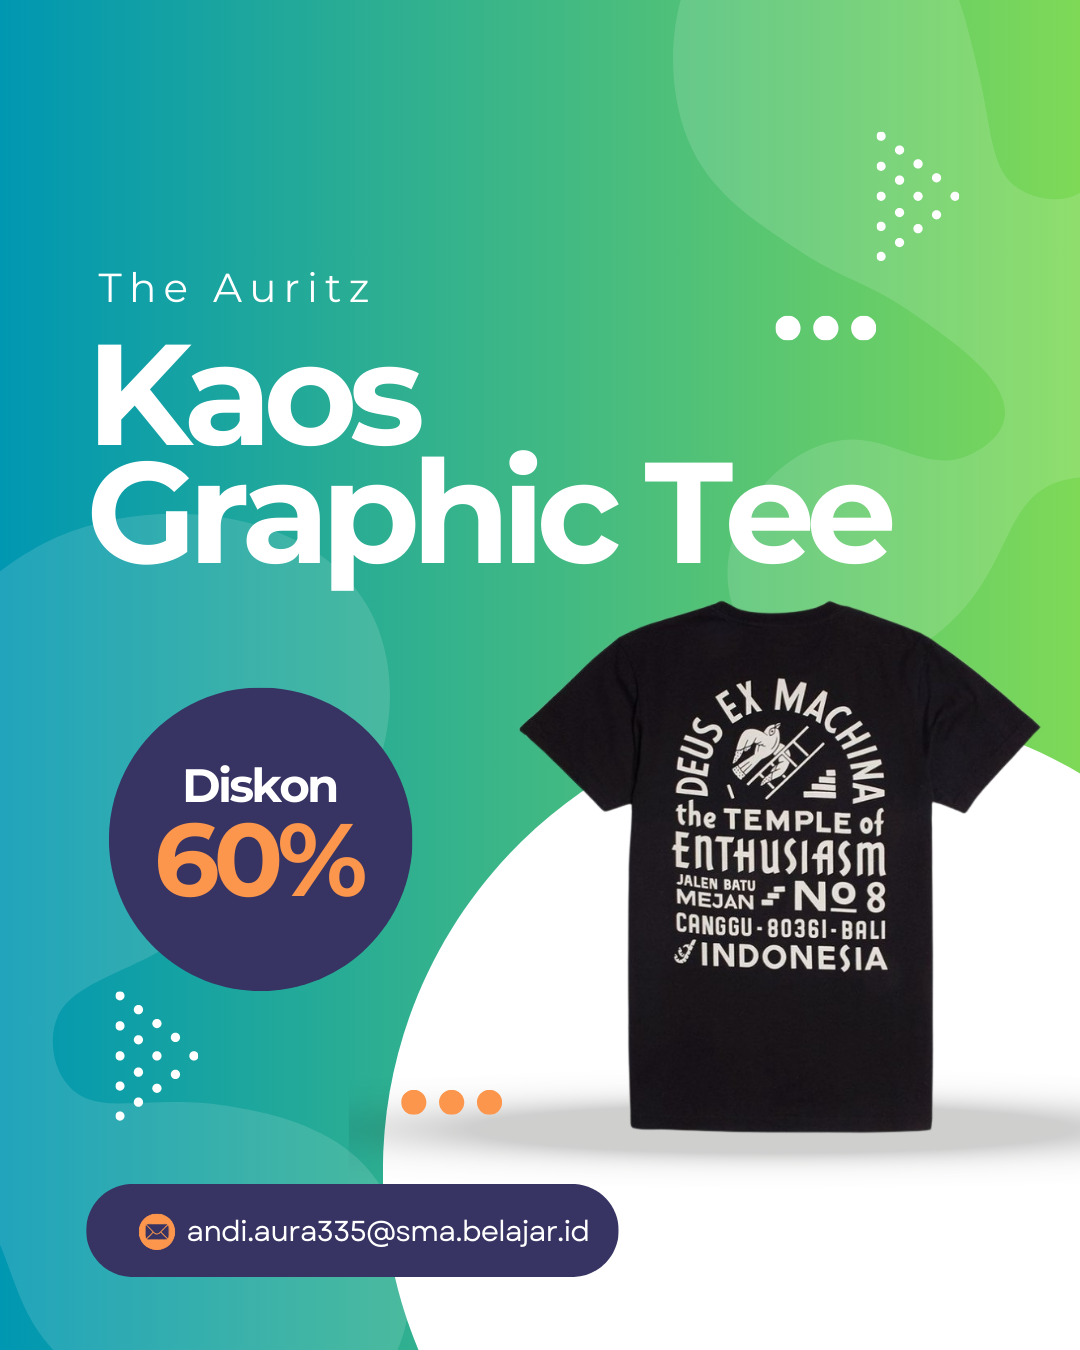 The Auritz
Kaos
Graphic Tee
Diskon
60%
DEUS EX MACHINA
the TEMPLE of
ENTHUSIASM
JALEN BATU
MEJAN No 8
CANGGU - 80361 - BALI
INDONESIA
andi.aura335@sma.belajar.id